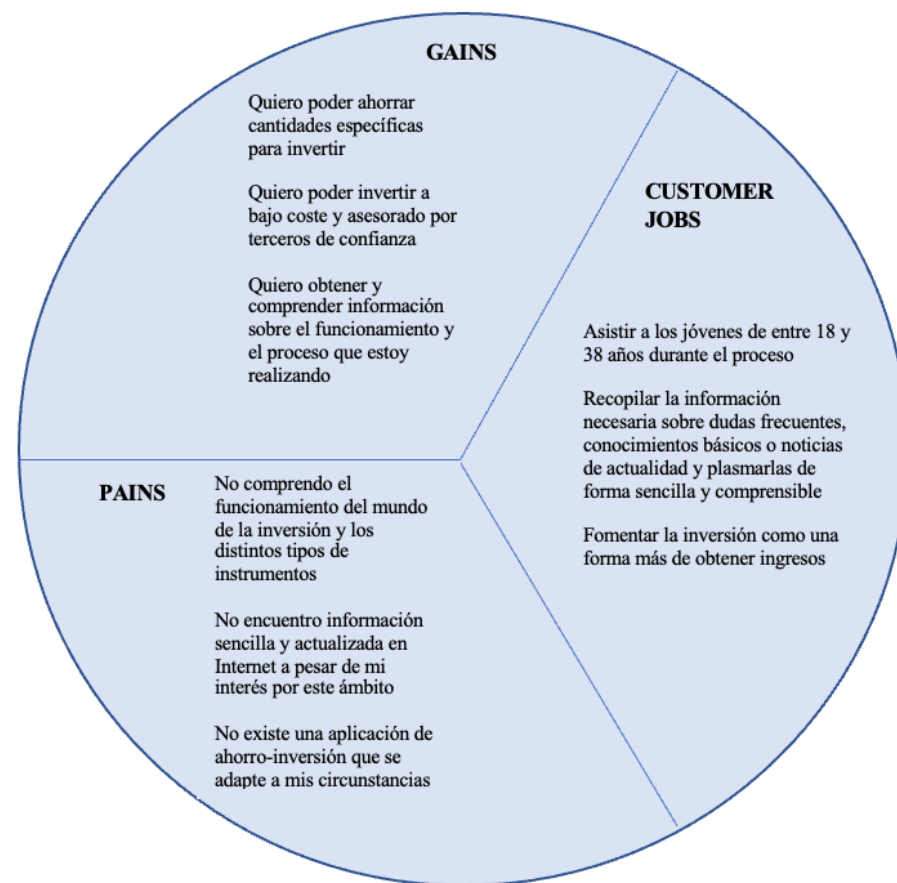 GAINS
Quiero poder ahorrar
cantidades específicas
para invertir
Quiero poder invertir a
bajo coste y asesorado por
terceros de confianza
Quiero obtener y
comprender información
sobre el funcionamiento y
el proceso que estoy
realizando
CUSTOMER
JOBS
Asistir a los jóvenes de entre 18 y
38 años durante el proceso
Recopilar la información
necesaria sobre dudas frecuentes,
conocimientos básicos o noticias
de actualidad y plasmarlas de
forma sencilla y comprensible
Fomentar la inversión como una
forma más de obtener ingresos
PAINS
No comprendo el
funcionamiento del mundo
de la inversión y los
distintos tipos de
instrumentos
No encuentro información
sencilla y actualizada en
Internet a pesar de mi
interés por este ámbito
No existe una aplicación de
ahorro-inversión que se
adapte a mis circunstancias